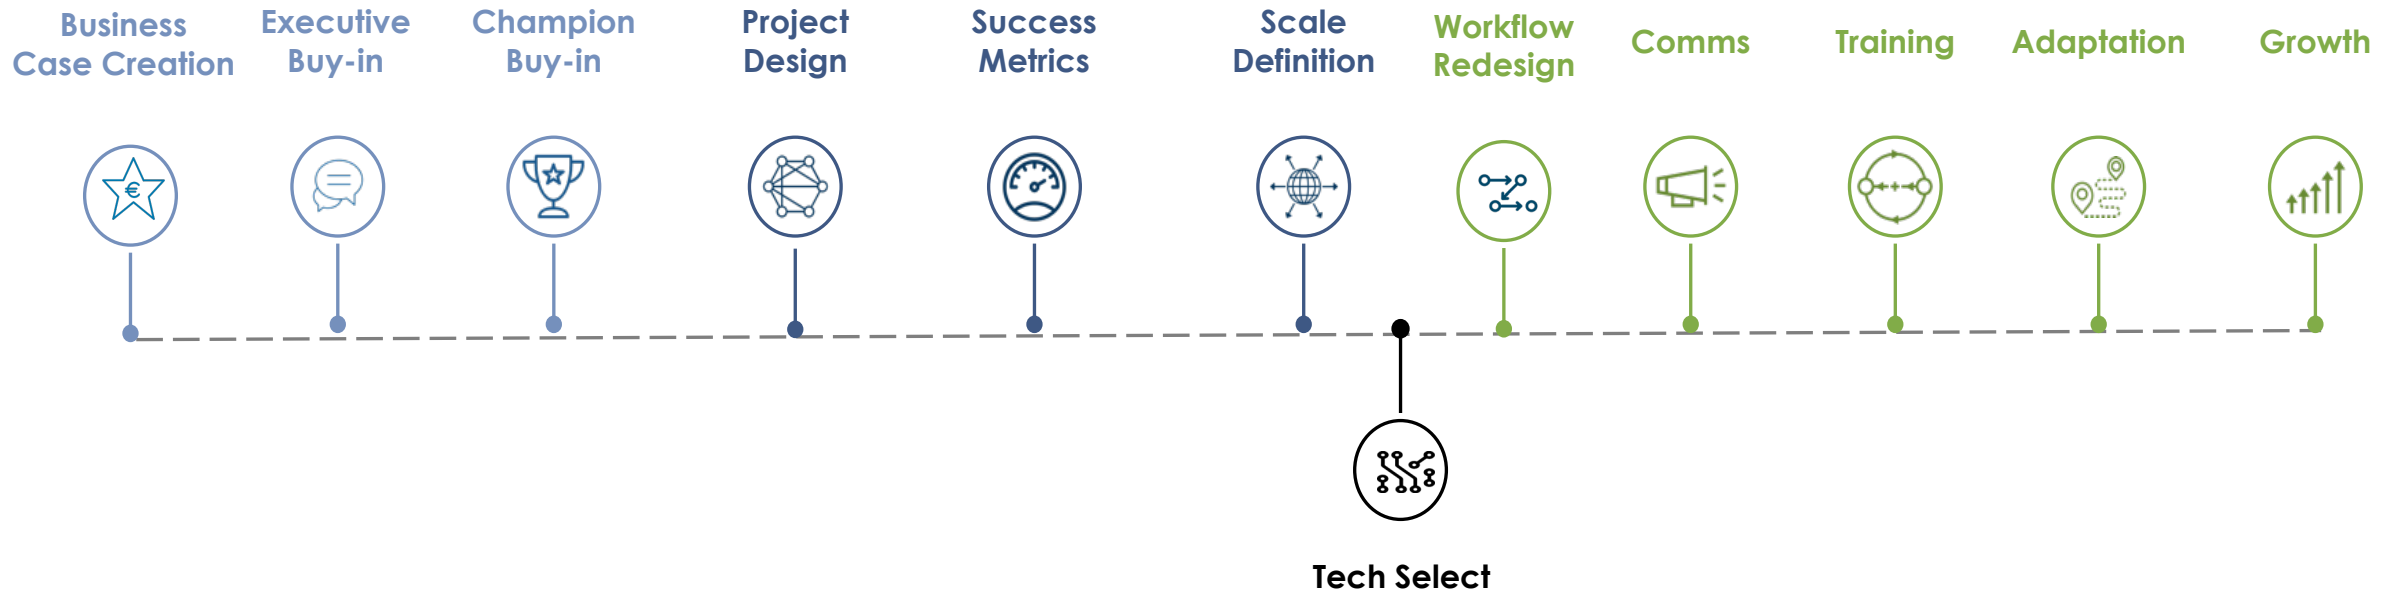 Business
Case Creation
Executive
Buy-in
Champion
Buy-in
Project
Design
Success
Metrics
Scale
Definition
Workflow
Redesign
Comms
Training
Adaptation
Growth
€
Tech Select